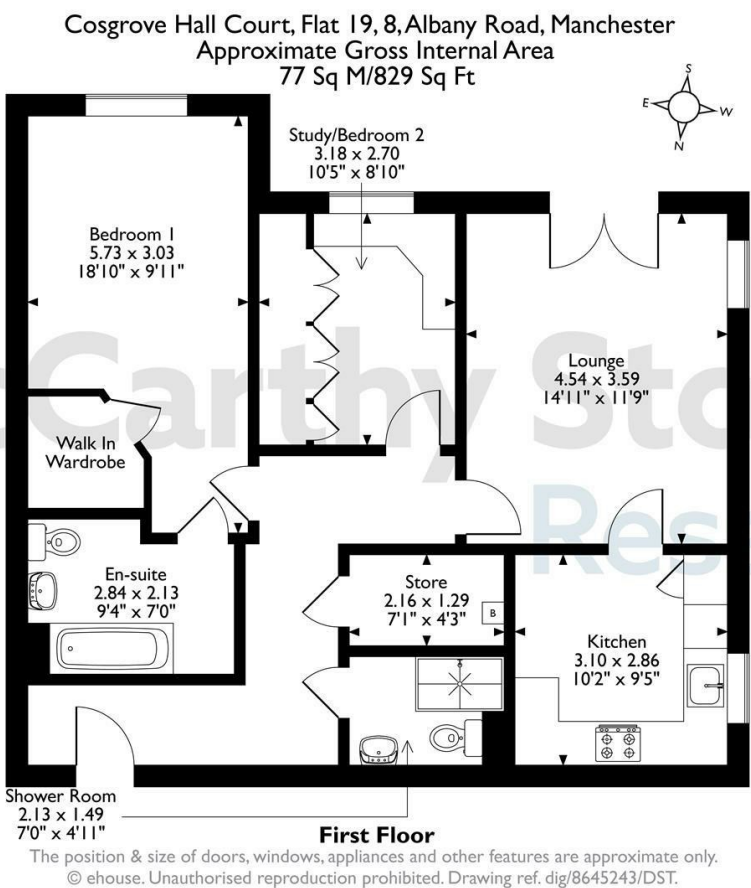 Cosgrove Hall Court, Flat 19, 8, Albany Road, Manchester
Approximate Gross Internal Area
77 Sq M/829 Sq Ft
S
E
W
N
Study/Bedroom 2
3.18 x 2.70
10'5" x 8'10"
Bedroom 1
5.73 x 3.03
18'10" x 9'11"
Lounge
4.54 x 3.59
14'11" x 11'9"
tCarthy Sto
Res
Walk In
Wardrobe
En-suite
2.84 x 2.13
9'4" x 7'0"
Store
2.16 x 1.29
7'1" x 4'3"
B
Kitchen
3.10 x 2.86
10'2" x 9'5"
Shower Room
2.13 x 1.49
7'0" x 4'11"
First Floor
The position & size of doors, windows, appliances and other features are approximate only.
© ehouse. Unauthorised reproduction prohibited. Drawing ref. dig/8645243/DST.